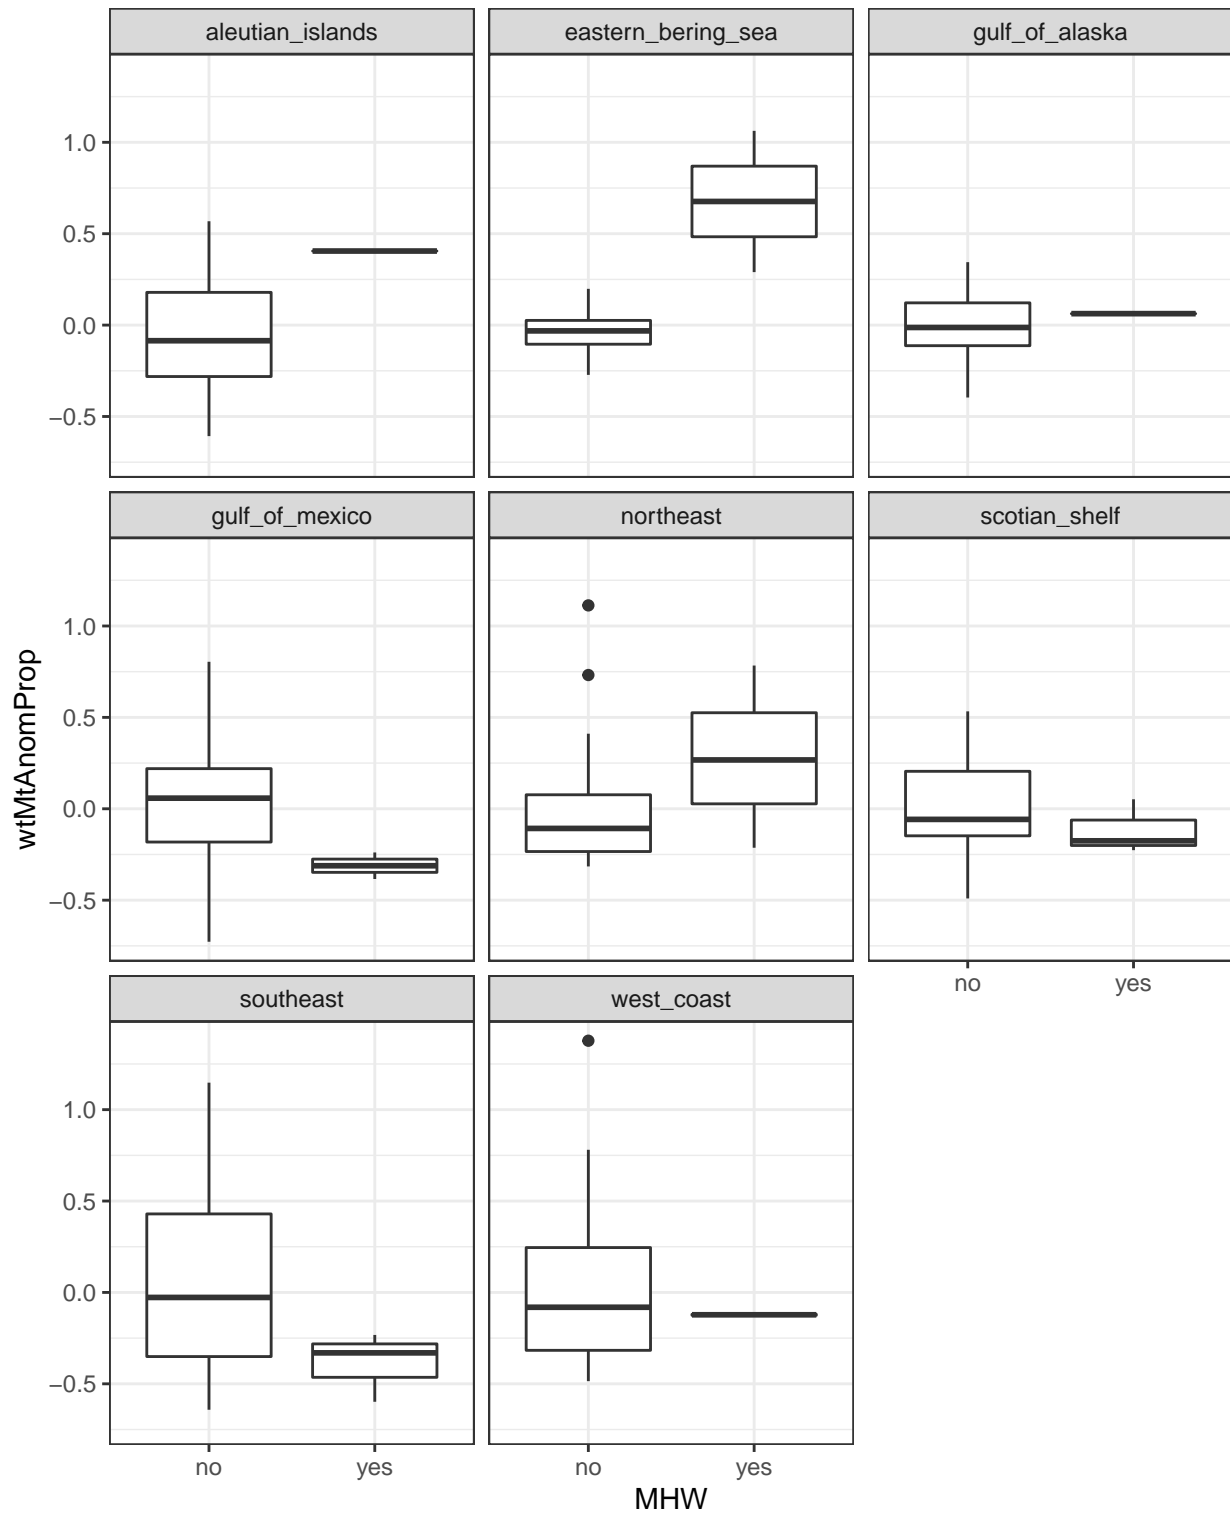 aleutian_islands eastern_bering_sea gulf_of_alaska
1.0
0.5
0.0
−0.5
gulf_of_mexico northeast scotian_shelf
1.0
0.5
0.0
−0.5
wtMtAnomProp
no yes
southeast west_coast
1.0
0.5
0.0
−0.5
no yes no yes
MHW